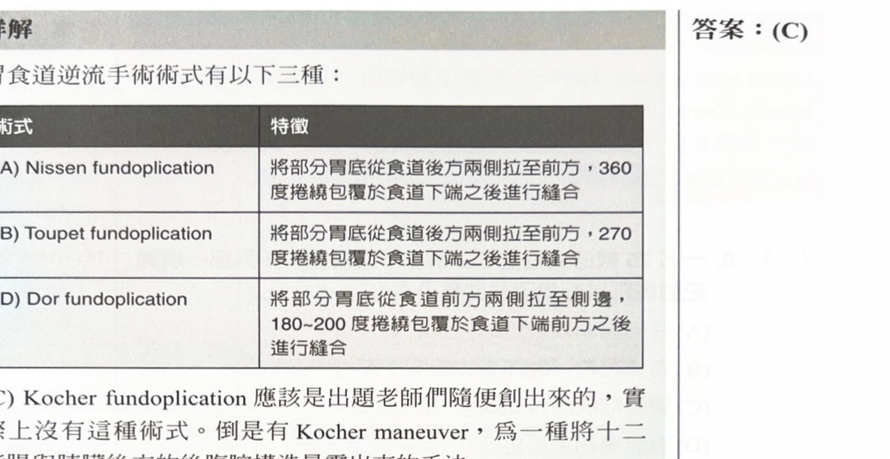 詳解
答案：(C)
胃食道逆流手術術式有以下三種：
術式
特徵
A) Nissen fundoplication
將部分胃底從食道後方兩側拉至前方，360
度捲繞包覆於食道下端之後進行縫合
B) Toupet fundoplication
將部分胃底從食道後方兩側拉至前方，270
度捲繞包覆於食道下端之後進行縫合
D) Dor fundoplication
將部分胃底從食道前方兩側拉至側邊，
180~200 度捲繞包覆於食道下端前方之後
進行縫合
C) Kocher fundoplication 應該是出題老師們隨便創出來的，實
際上沒有這種術式。倒是有 Kocher maneuver，爲一種將十二